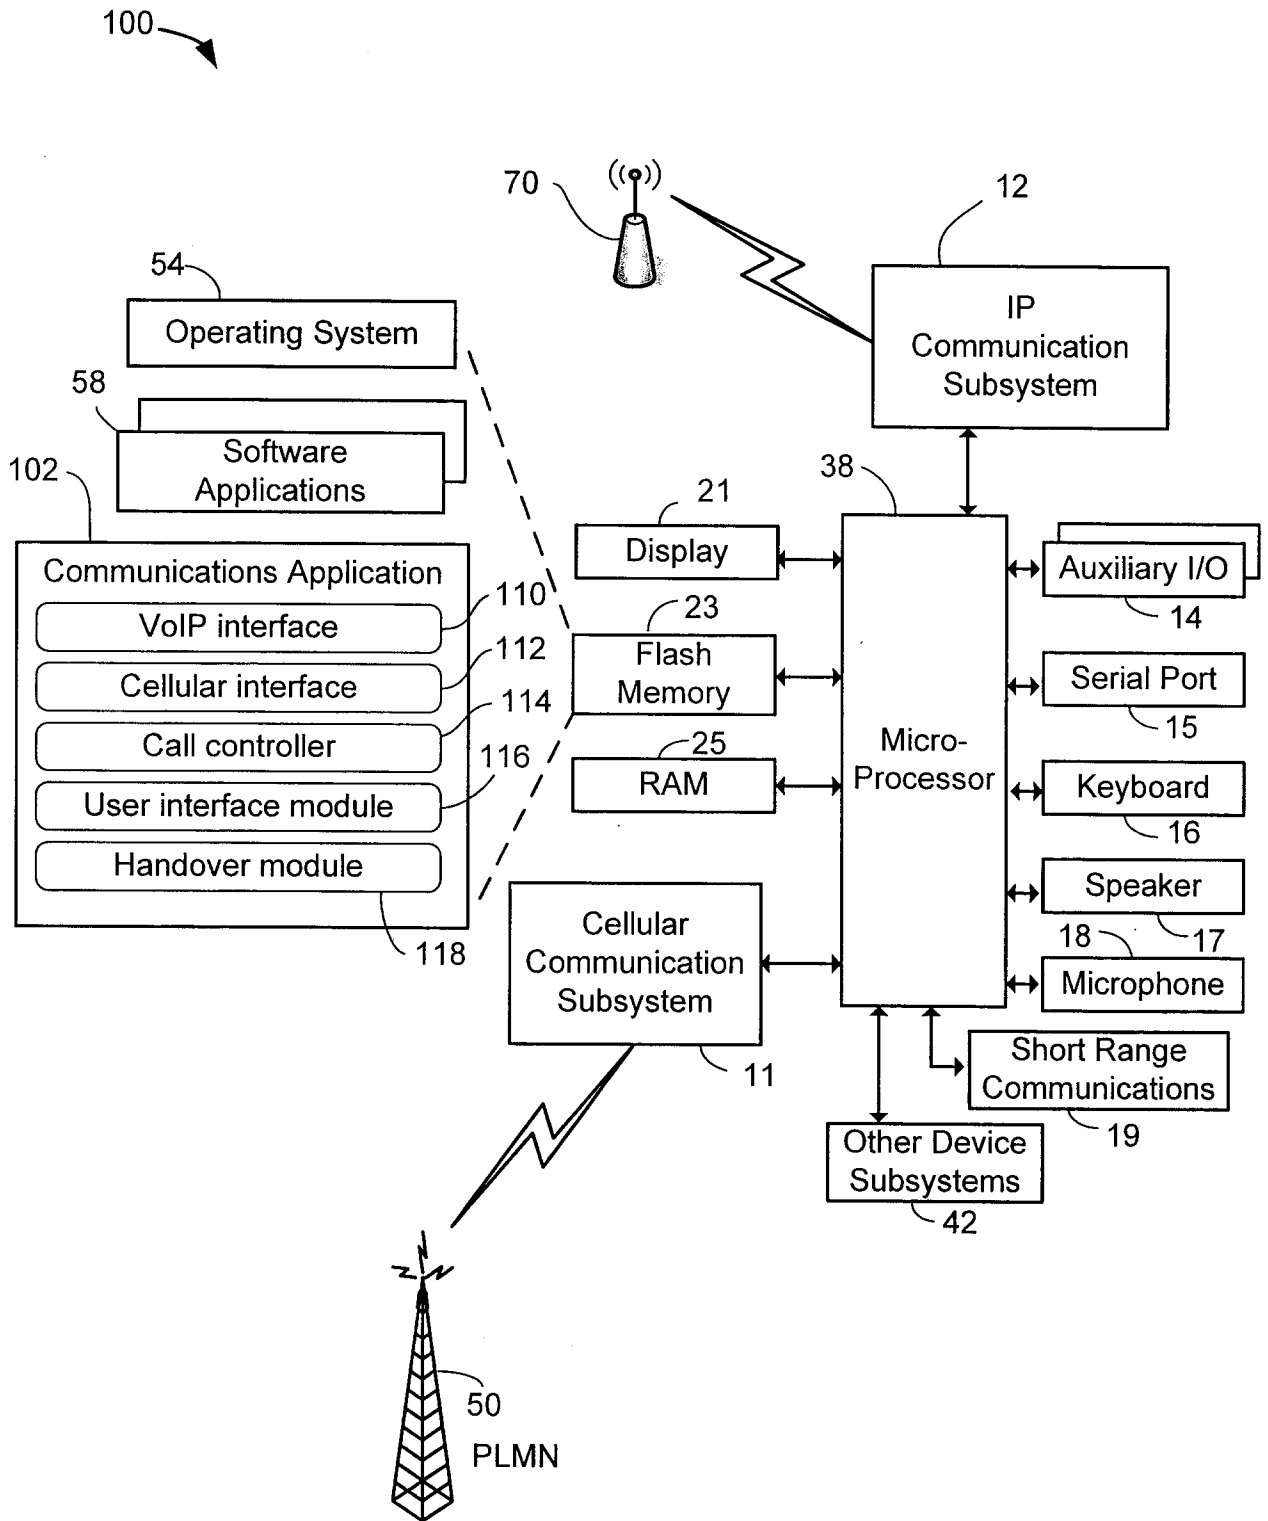 100
70
12
54
Operating System
IP
Communication
Subsystem
58
Software
Applications
102
38
21
Display
Auxiliary I/O
14
Communications Application
VoIP interface
110
Cellular interface
112
Call controller
114
User interface module
116
Handover module
118
23
Flash
Memory
25
RAM
Micro-
Processor
Serial Port
15
Keyboard
16
Speaker
17
18
Microphone
Cellular
Communication
Subsystem
11
Short Range
Communications
19
Other Device
Subsystems
42
50
PLMN